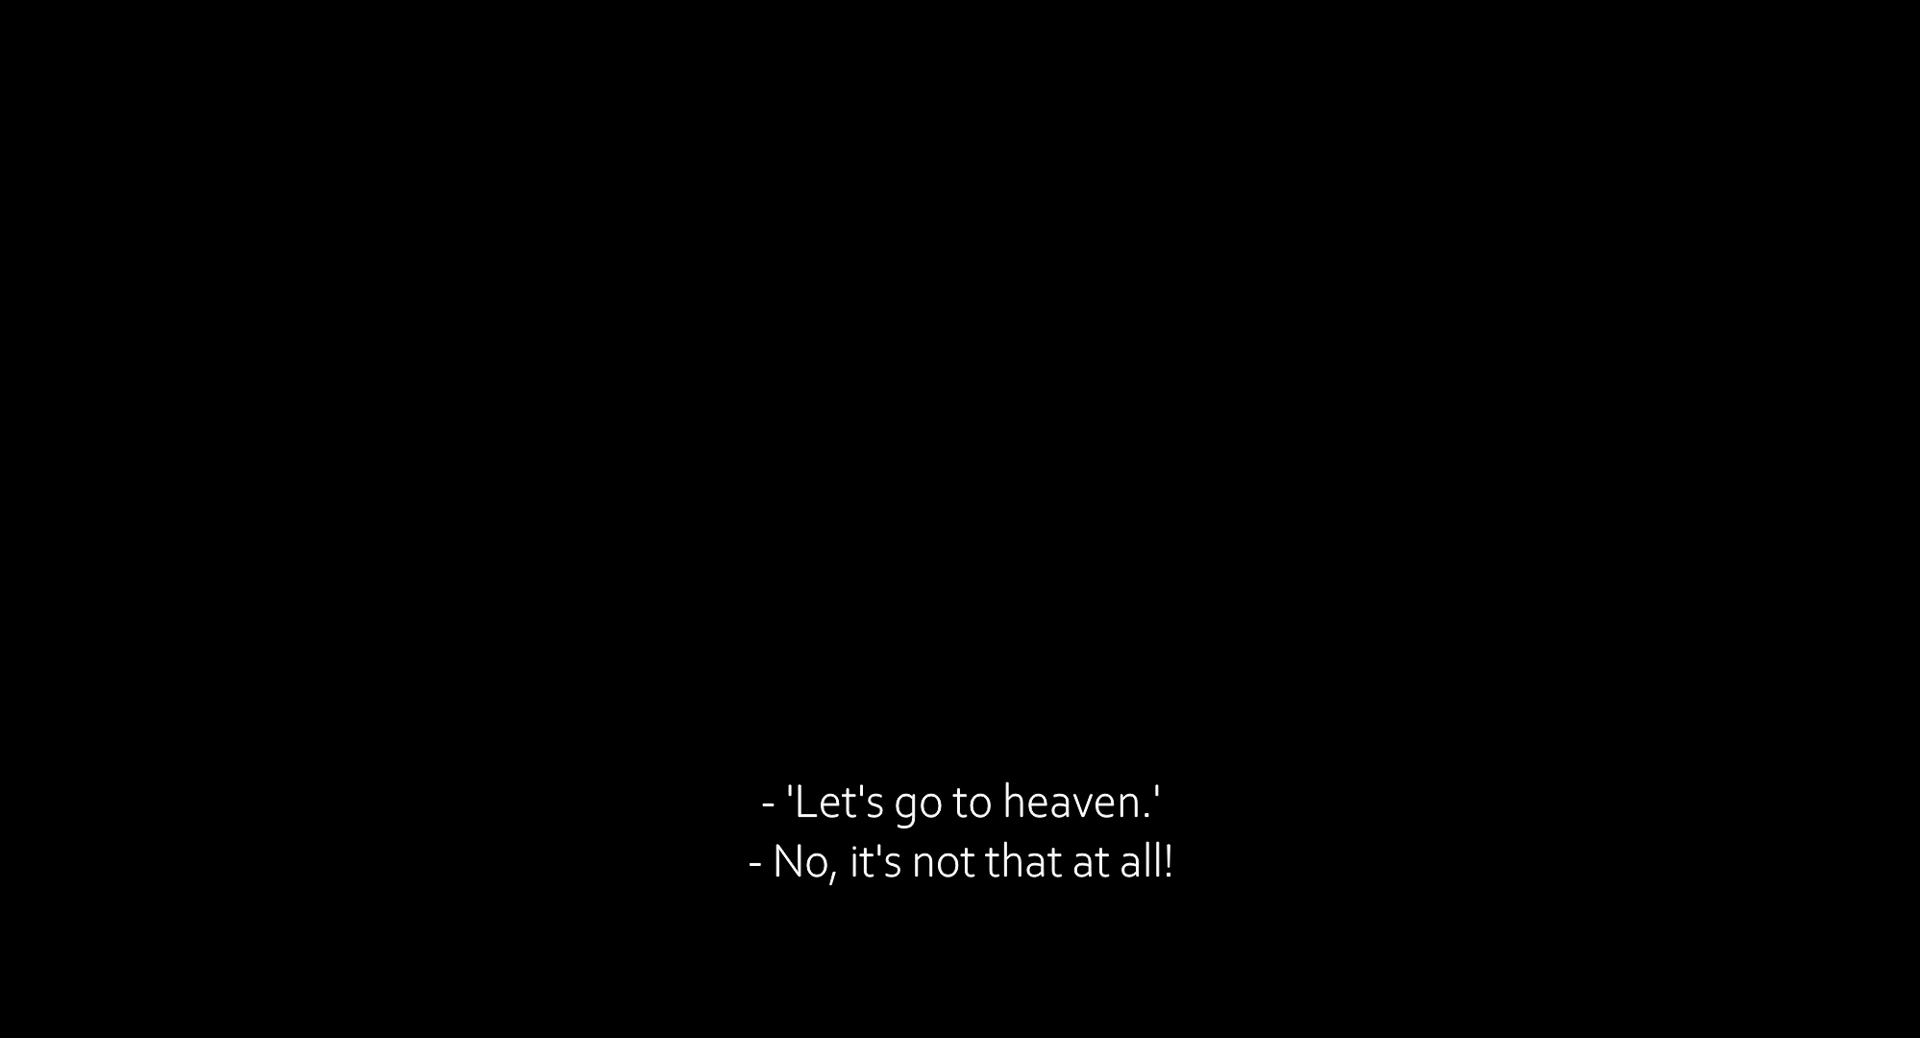 - 'Let's go to heaven.'
- No, it's not that at all!